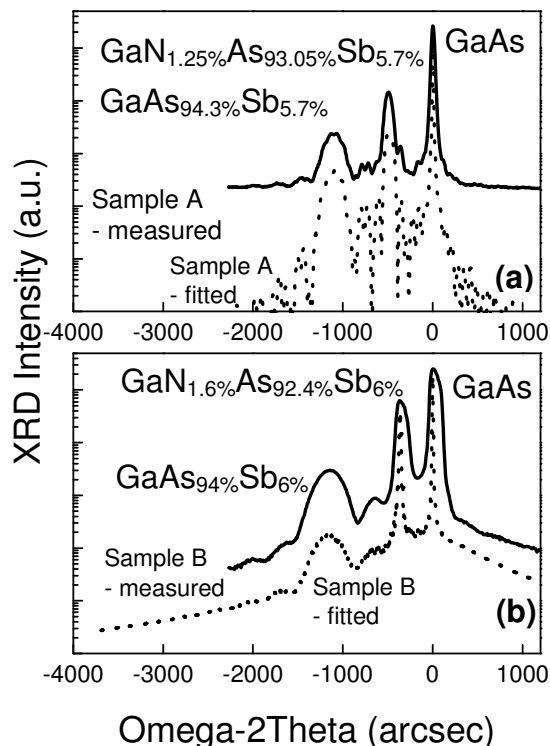 GaN1.25%As93.05%Sb5.7%
GaAs
GaAs94.3%Sb5.7%
Sample A
- measured
Sample A
- fitted
(a)
-4000 -3000 -2000 -1000 0 1000
GaN1.6%As92.4%Sb6%
GaAs
GaAs94%Sb6%
Sample B
- measured
Sample B
- fitted
(b)
-4000 -3000 -2000 -1000 0 1000
XRD Intensity (a.u.)
Omega-2Theta (arcsec)